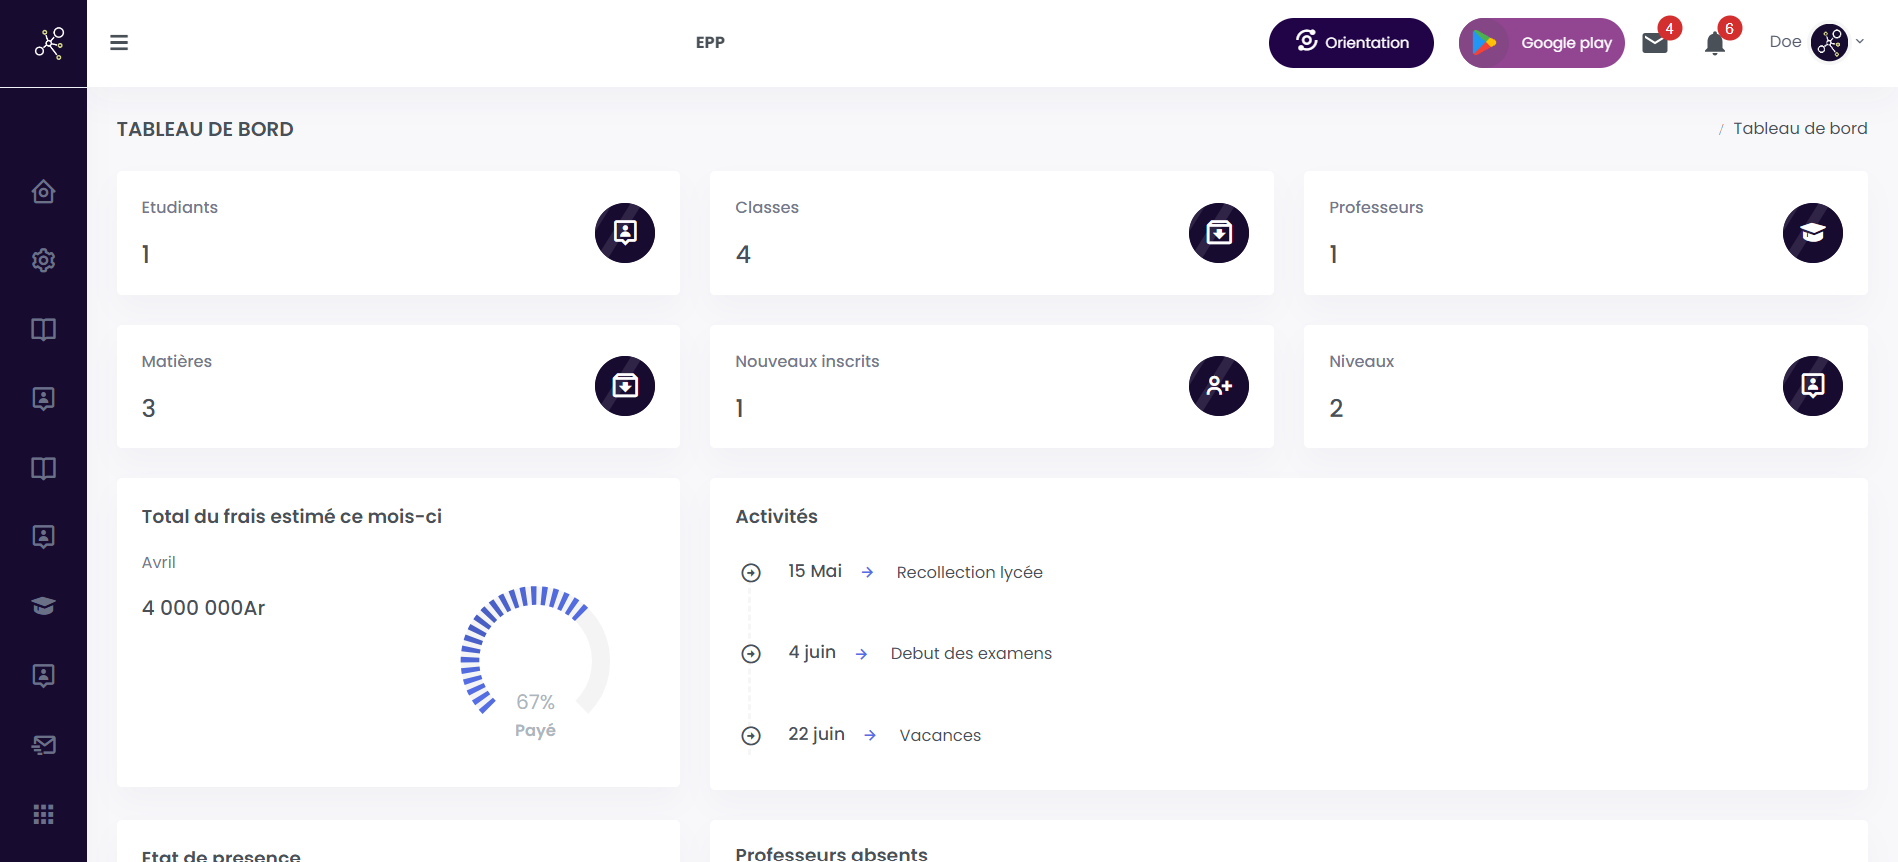 EPP
Orientation
Google play
4
6
Doe
TABLEAU DE BORD
/ Tableau de bord
Etudiants
1
Classes
4
Professeurs
1
Matières
3
Nouveaux inscrits
1
Niveaux
2
Total du frais estimé ce mois-ci
Avril
4 000 000Ar
67%
Payé
Activités
15 Mai → Recollection lycée
4 juin → Debut des examens
22 juin → Vacances
Etat de presence
Professeurs absents